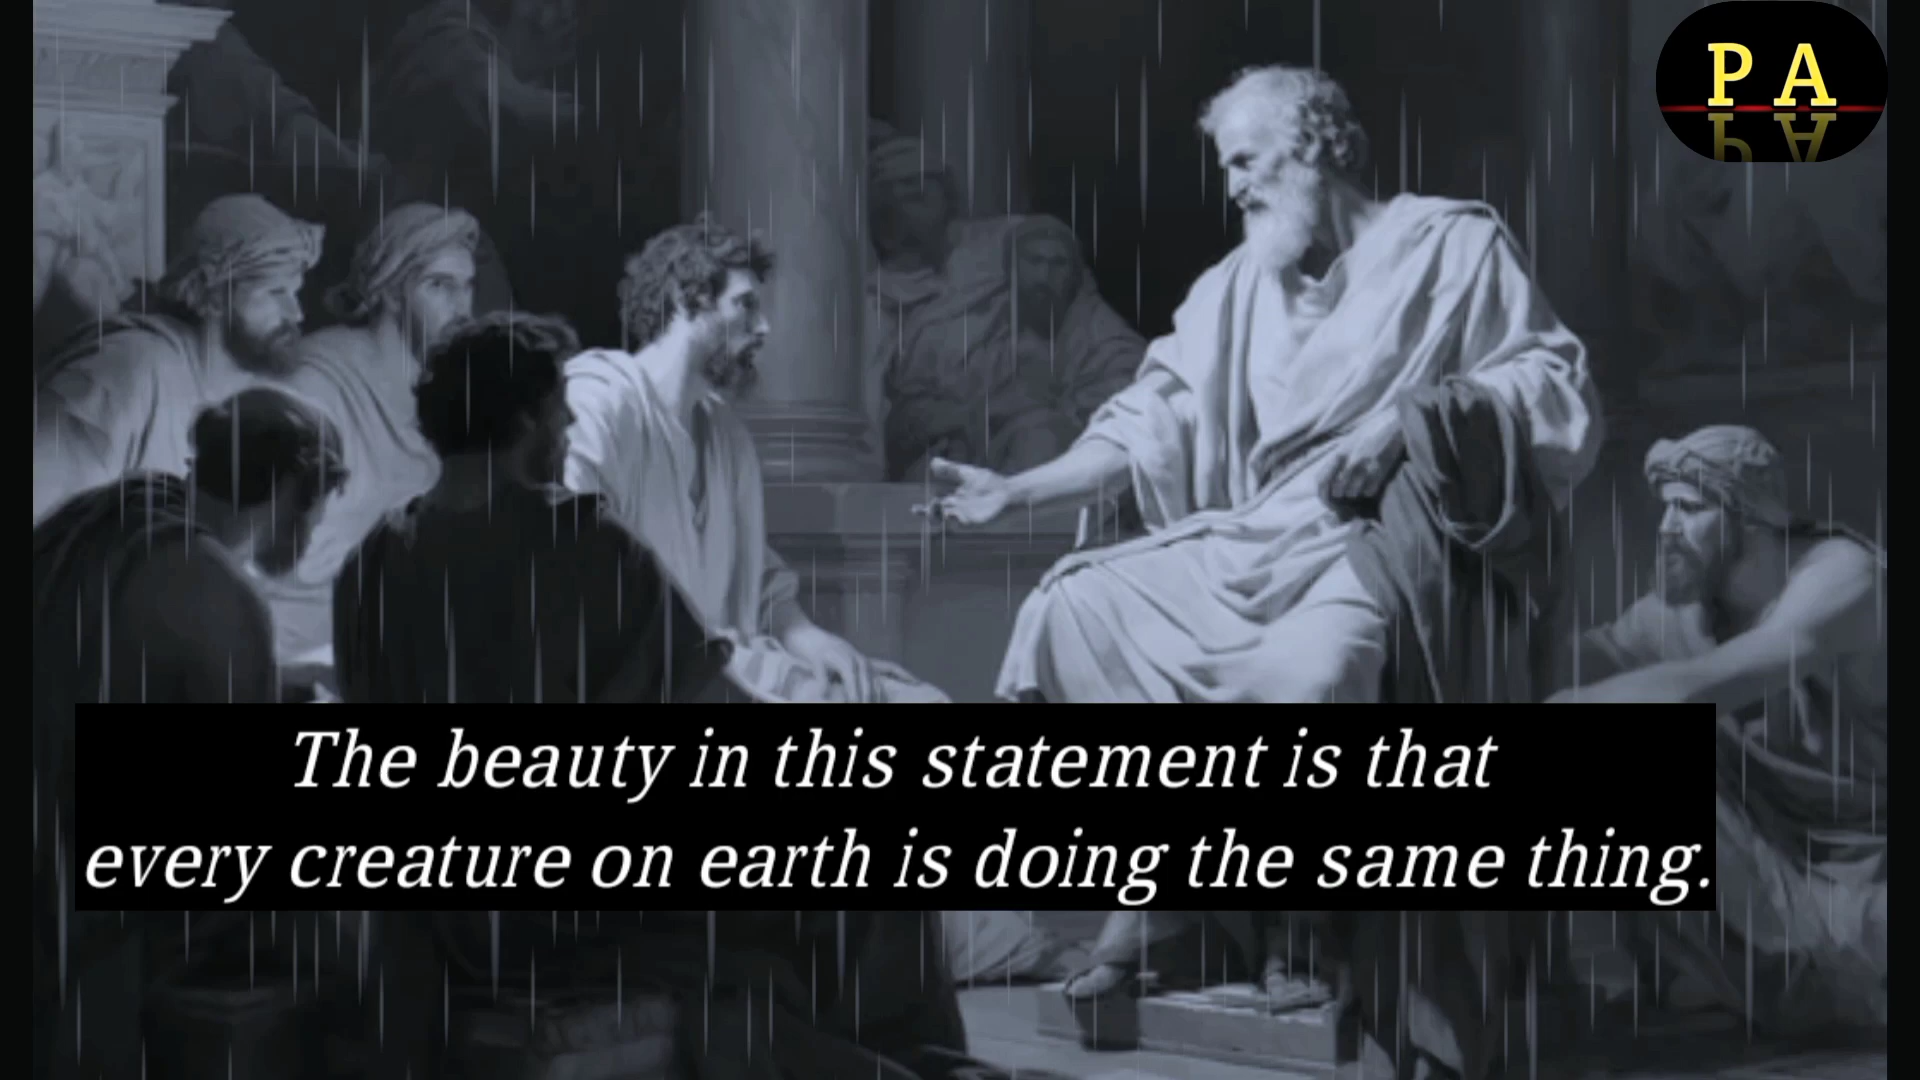 P A
The beauty in this statement is that
every creature on earth is doing the same thing.